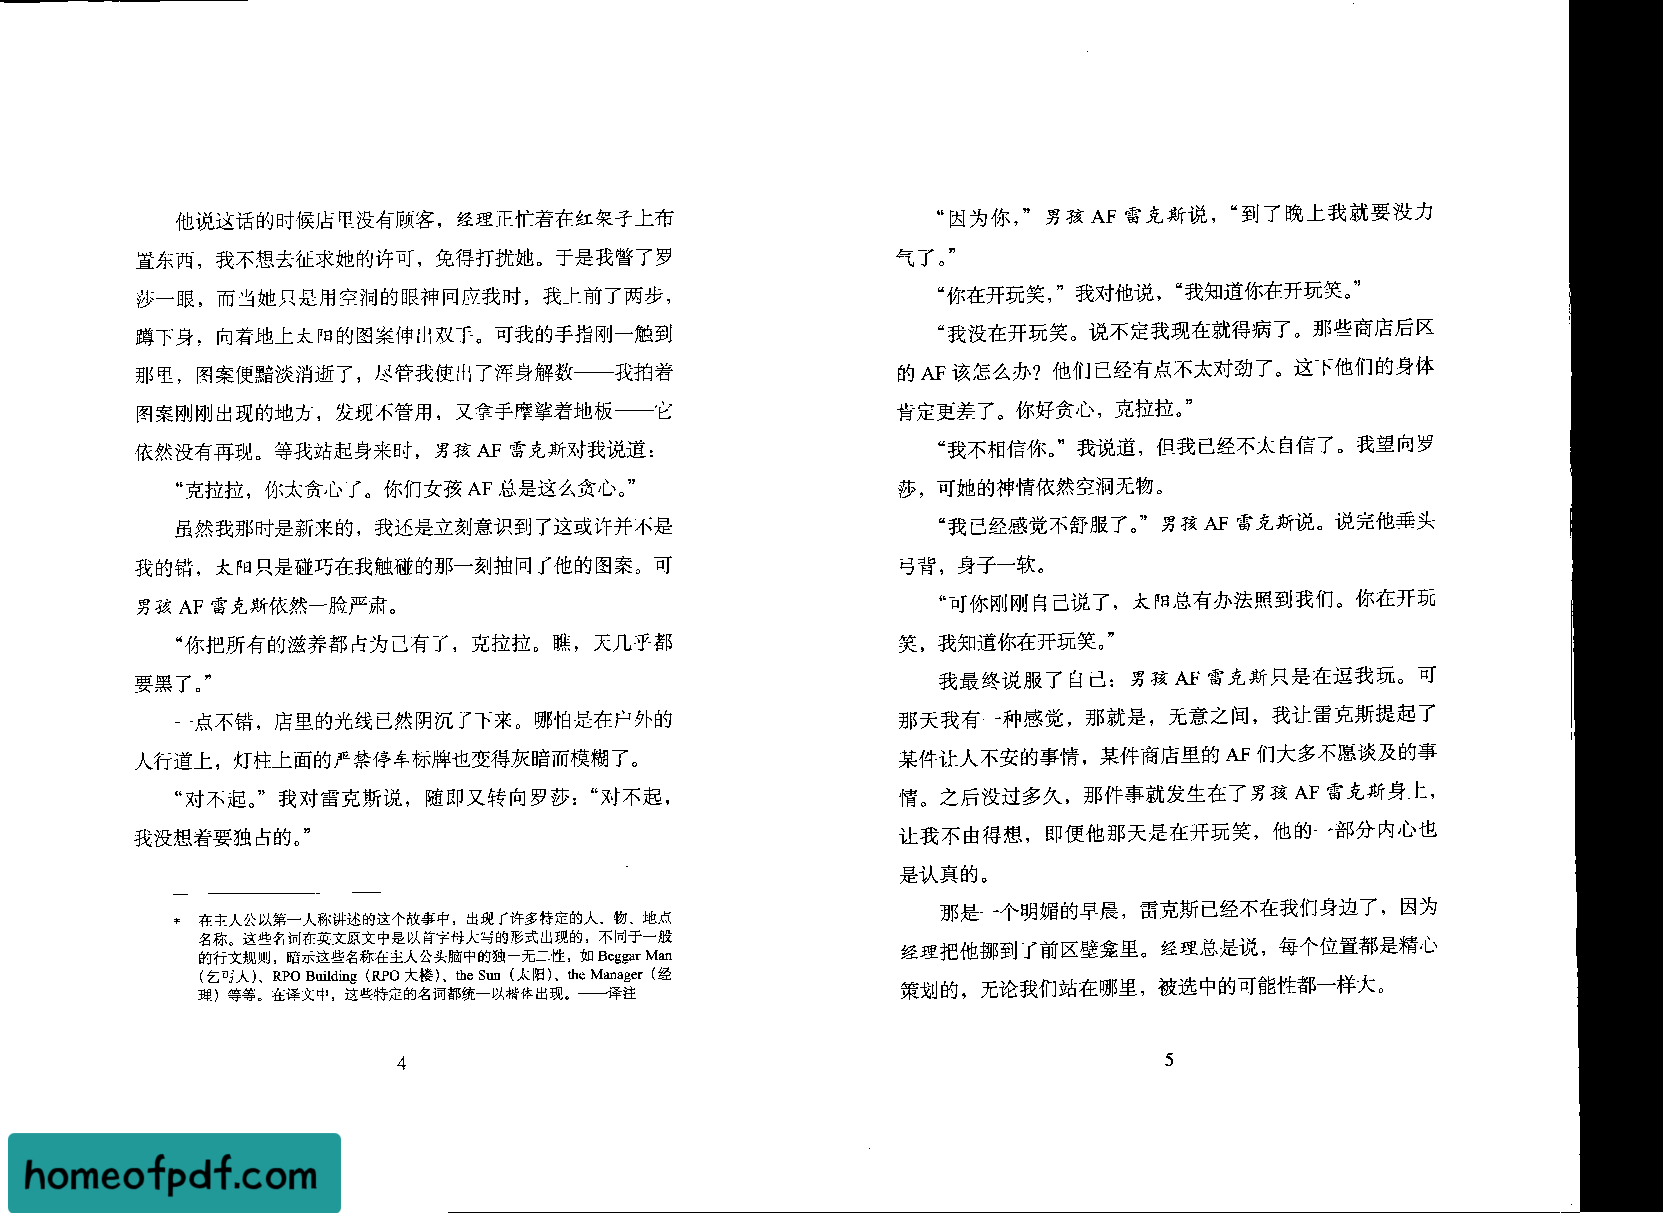 他说这话的时候店里没有顾客，经理正忙着在红架子上布
置东西，我不想去征求她的许可，免得打扰她。于是我瞥了罗
莎一眼，而当她只是用空洞的眼神回应我时，我上前了两步，
蹲下身，向着地上太阳的图案伸出双手。可我的手指刚一触到
那里，图案便黯淡消逝了，尽管我使出了浑身解数——我拍着
图案刚刚出现的地方，发现不管用，又拿手摩挲着地板——它
依然没有再现。等我站起身来时，男孩 AF 雷克斯对我说道：
“克拉拉，你太贪心了。你们女孩 AF 总是这么贪心。”
虽然我那时是新来的，我还是立刻意识到了这或许并不是
我的错，太阳只是碰巧在我触碰的那一刻抽回了他的图案。可
男孩 AF 雷克斯依然一脸严肃。
“你把所有的滋养都占为己有了，克拉拉。瞧，天几乎都
要黑了。”
一点不错，店里的光线已然阴沉了下来。哪怕是在户外的
人行道上，灯柱上面的严禁停车标牌也变得灰暗而模糊了。
“对不起。”我对雷克斯说，随即又转向罗莎：“对不起，
我没想着要独占的。”
* 在主人公以第一人称讲述的这个故事中，出现了许多特定的人、物、地点
名称。这些名词在英文原文中是以首字母大写的形式出现的，不同于一般
的行文规则，暗示这些名称在主人公头脑中的独一无二性，如 Beggar Man
（乞丐人）、RPO Building（RPO 大楼）、the Sun（太阳）、the Manager（经
理）等等。在译文中，这些特定的名词都统一以楷体出现。——译注
4
“因为你，”男孩 AF 雷克斯说，“到了晚上我就要没力
气了。”
“你在开玩笑，”我对他说，“我知道你在开玩笑。”
“我没在开玩笑。说不定我现在就得病了。那些商店后区
的 AF 该怎么办？他们已经有点不太对劲了。这下他们的身体
肯定更差了。你好贪心，克拉拉。”
“我不相信你。”我说道，但我已经不太自信了。我望向罗
莎，可她的神情依然空洞无物。
“我已经感觉不舒服了。”男孩 AF 雷克斯说。说完他垂头
弓背，身子一软。
“可你刚刚自己说了，太阳总有办法照到我们。你在开玩
笑，我知道你在开玩笑。”
我最终说服了自己：男孩 AF 雷克斯只是在逗我玩。可
那天我有一种感觉，那就是，无意之间，我让雷克斯提起了
某件让人不安的事情，某件商店里的 AF 们大多不愿谈及的事
情。之后没过多久，那件事就发生在了男孩 AF 雷克斯身上，
让我不由得想，即便他那天是在开玩笑，他的一部分内心也
是认真的。
那是一个明媚的早晨，雷克斯已经不在我们身边了，因为
经理把他挪到了前区壁龛里。经理总是说，每个位置都是精心
策划的，无论我们站在哪里，被选中的可能性都一样大。
5
homeofpdf.com